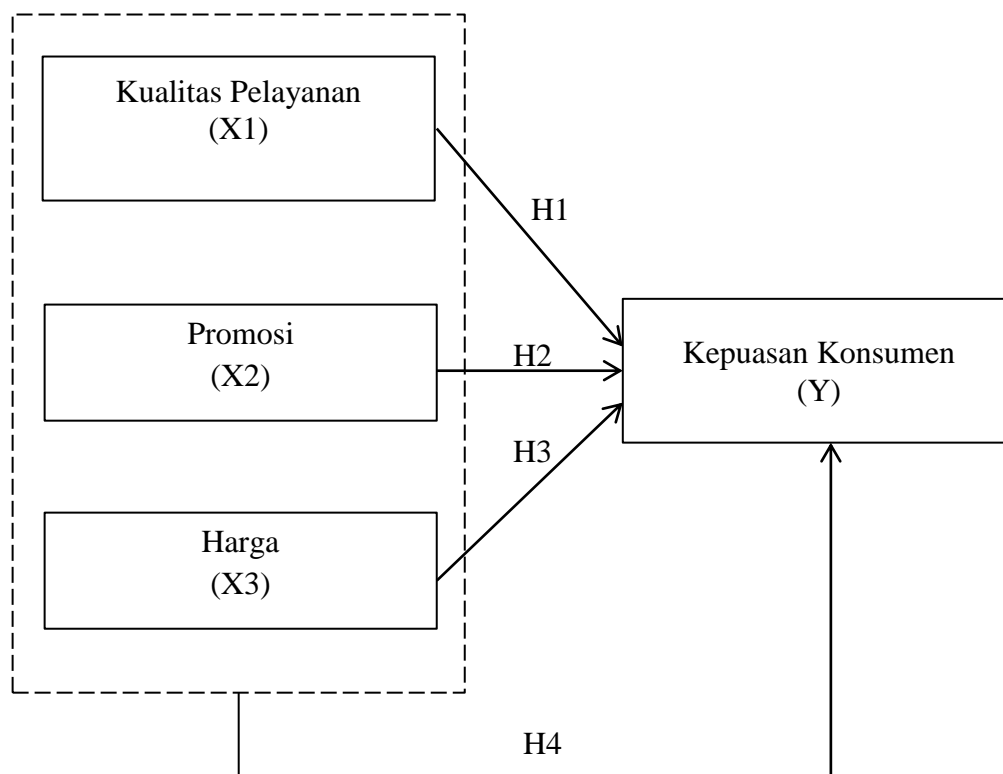 Kualitas Pelayanan
(X1)
H1
Promosi
(X2)
H2
Kepuasan Konsumen
(Y)
H3
Harga
(X3)
H4